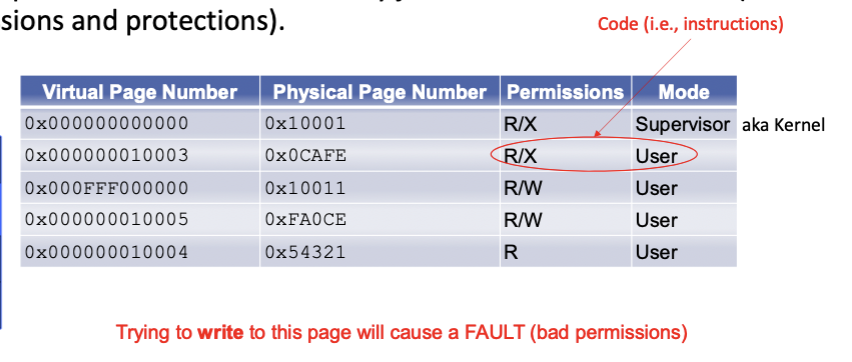 sions and protections).
Code (i.e., instructions)
Virtual Page Number Physical Page Number Permissions Mode
0x000000000000 0x10001 R/X Supervisor aka Kernel
0x000000010003 0x0CAFE R/X User
0x000FFF000000 0x10011 R/W User
0x000000010005 0xFA0CE R/W User
0x000000010004 0x54321 R User
Trying to write to this page will cause a FAULT (bad permissions)